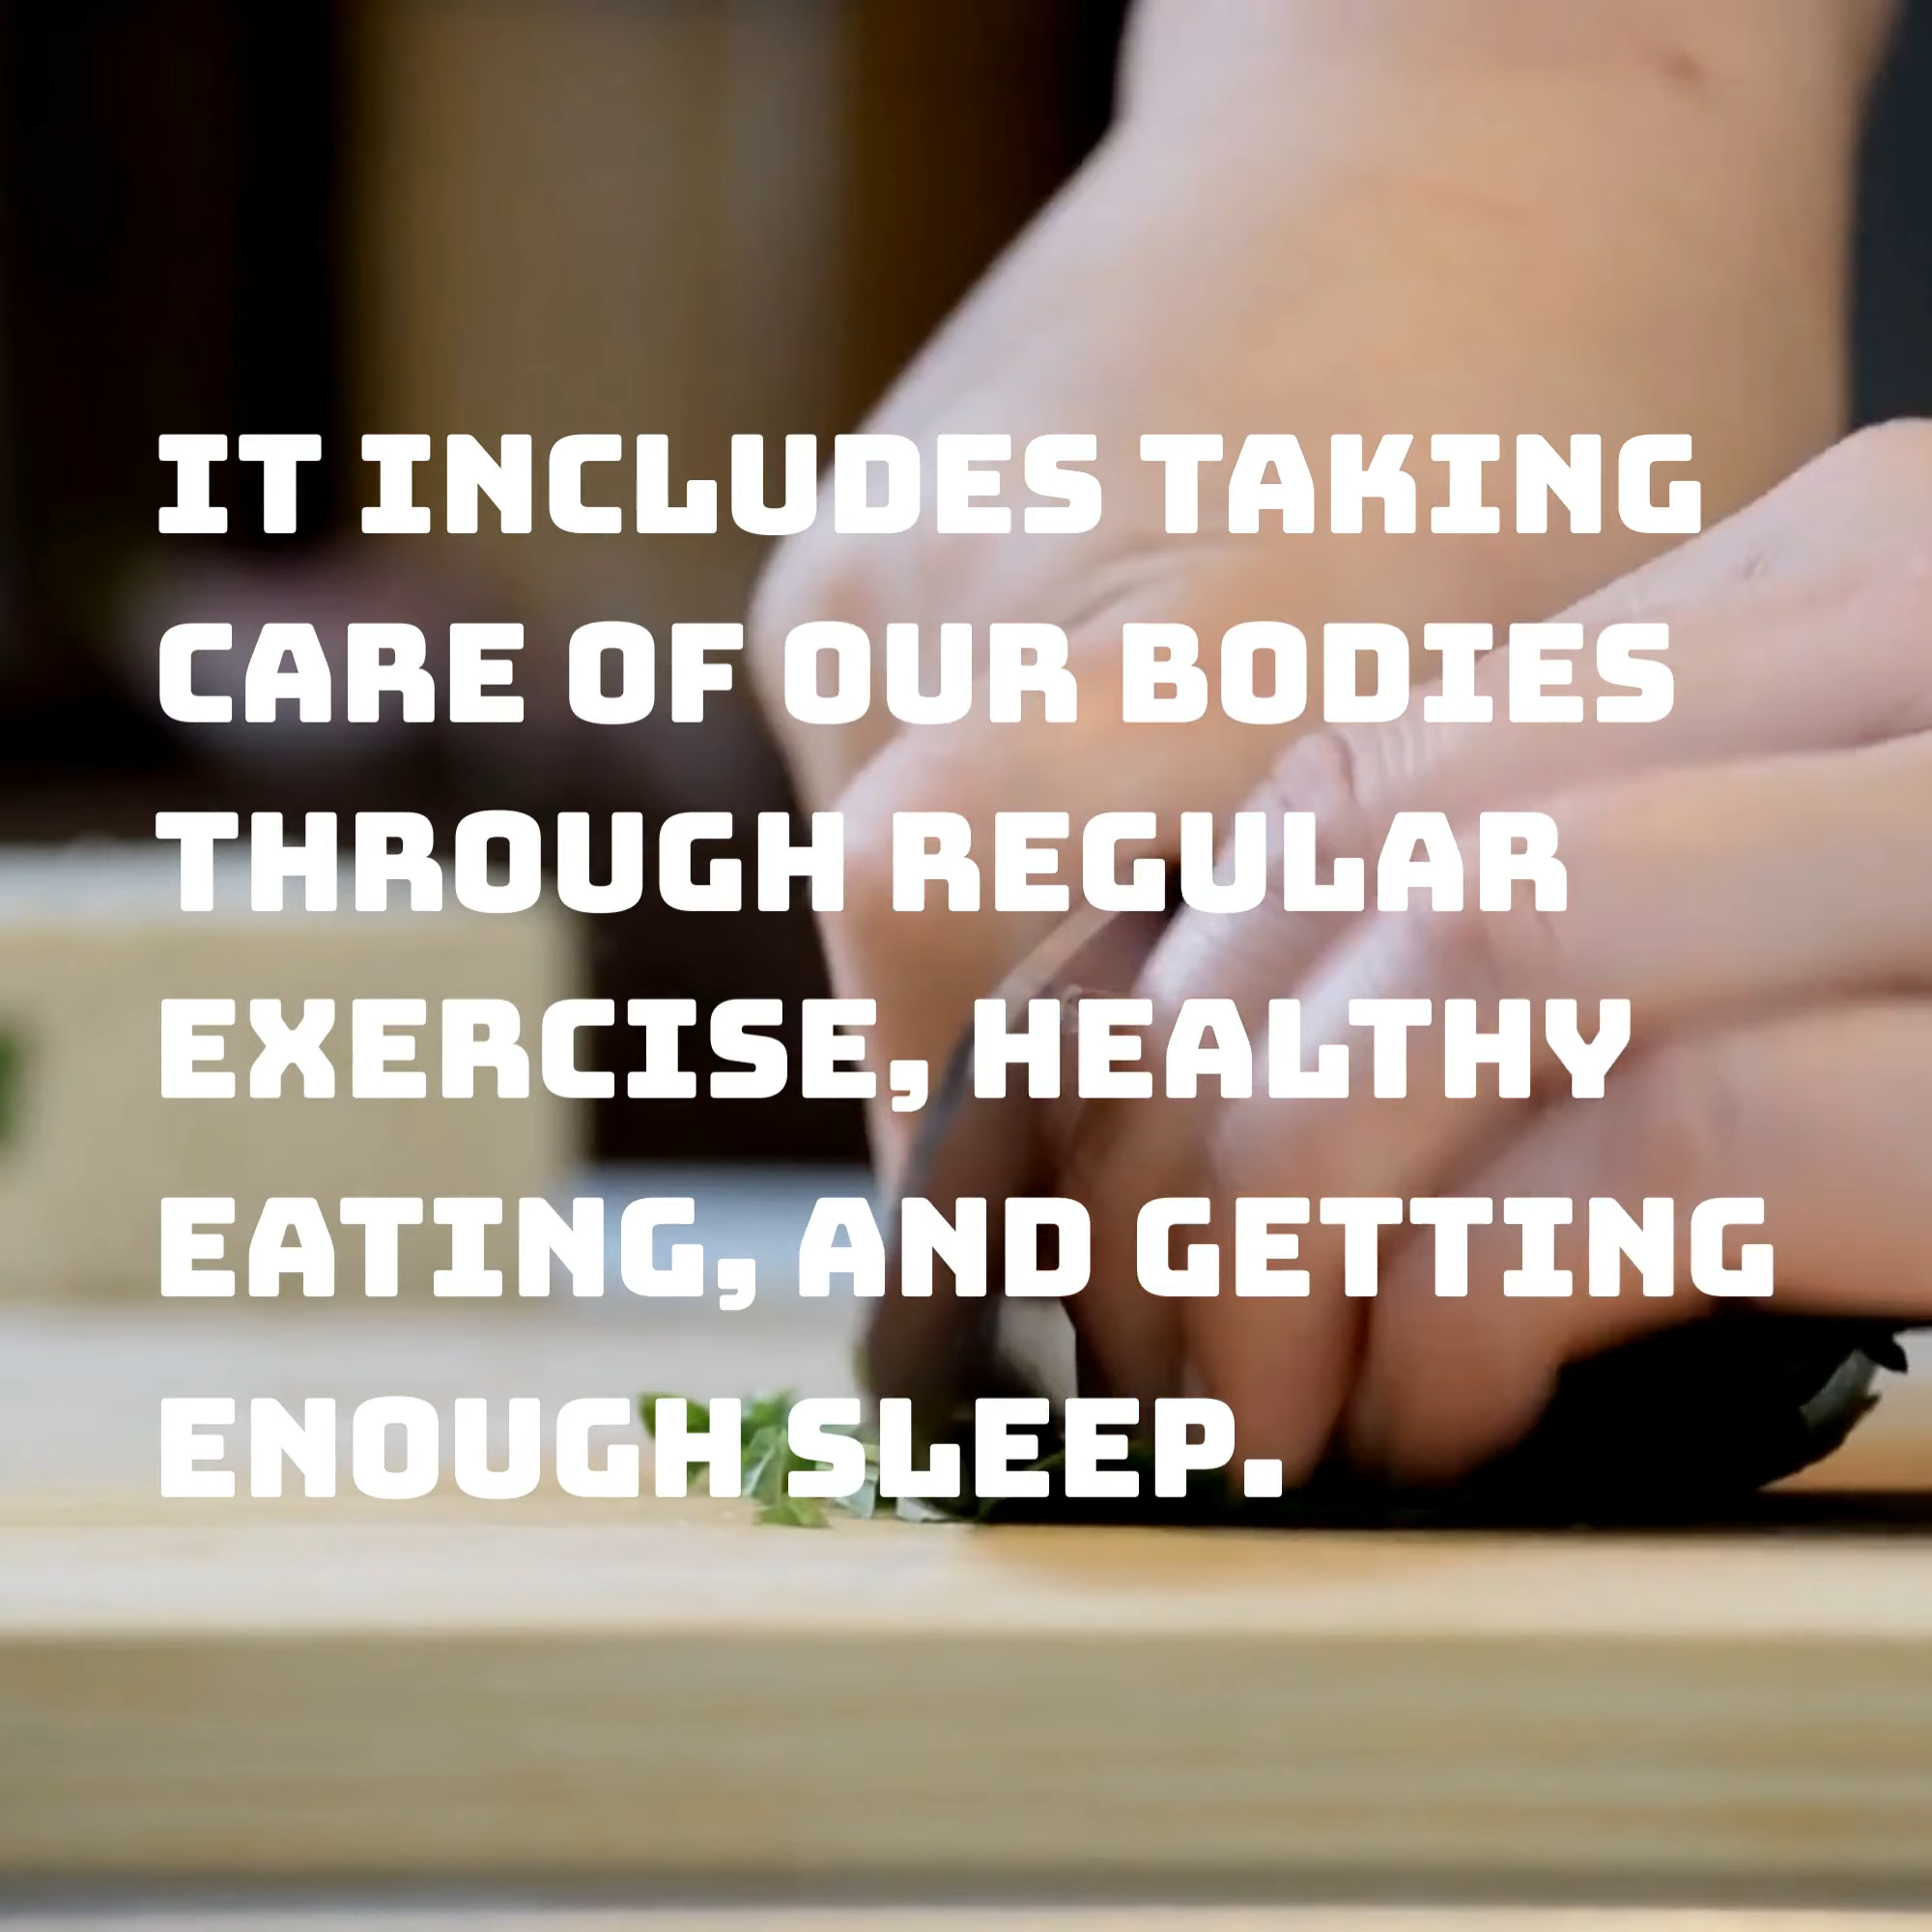 IT INCLUDES TAKING
CARE OF OUR BODIES
THROUGH REGULAR
EXERCISE, HEALTHY
EATING, AND GETTING
ENOUGH SLEEP.